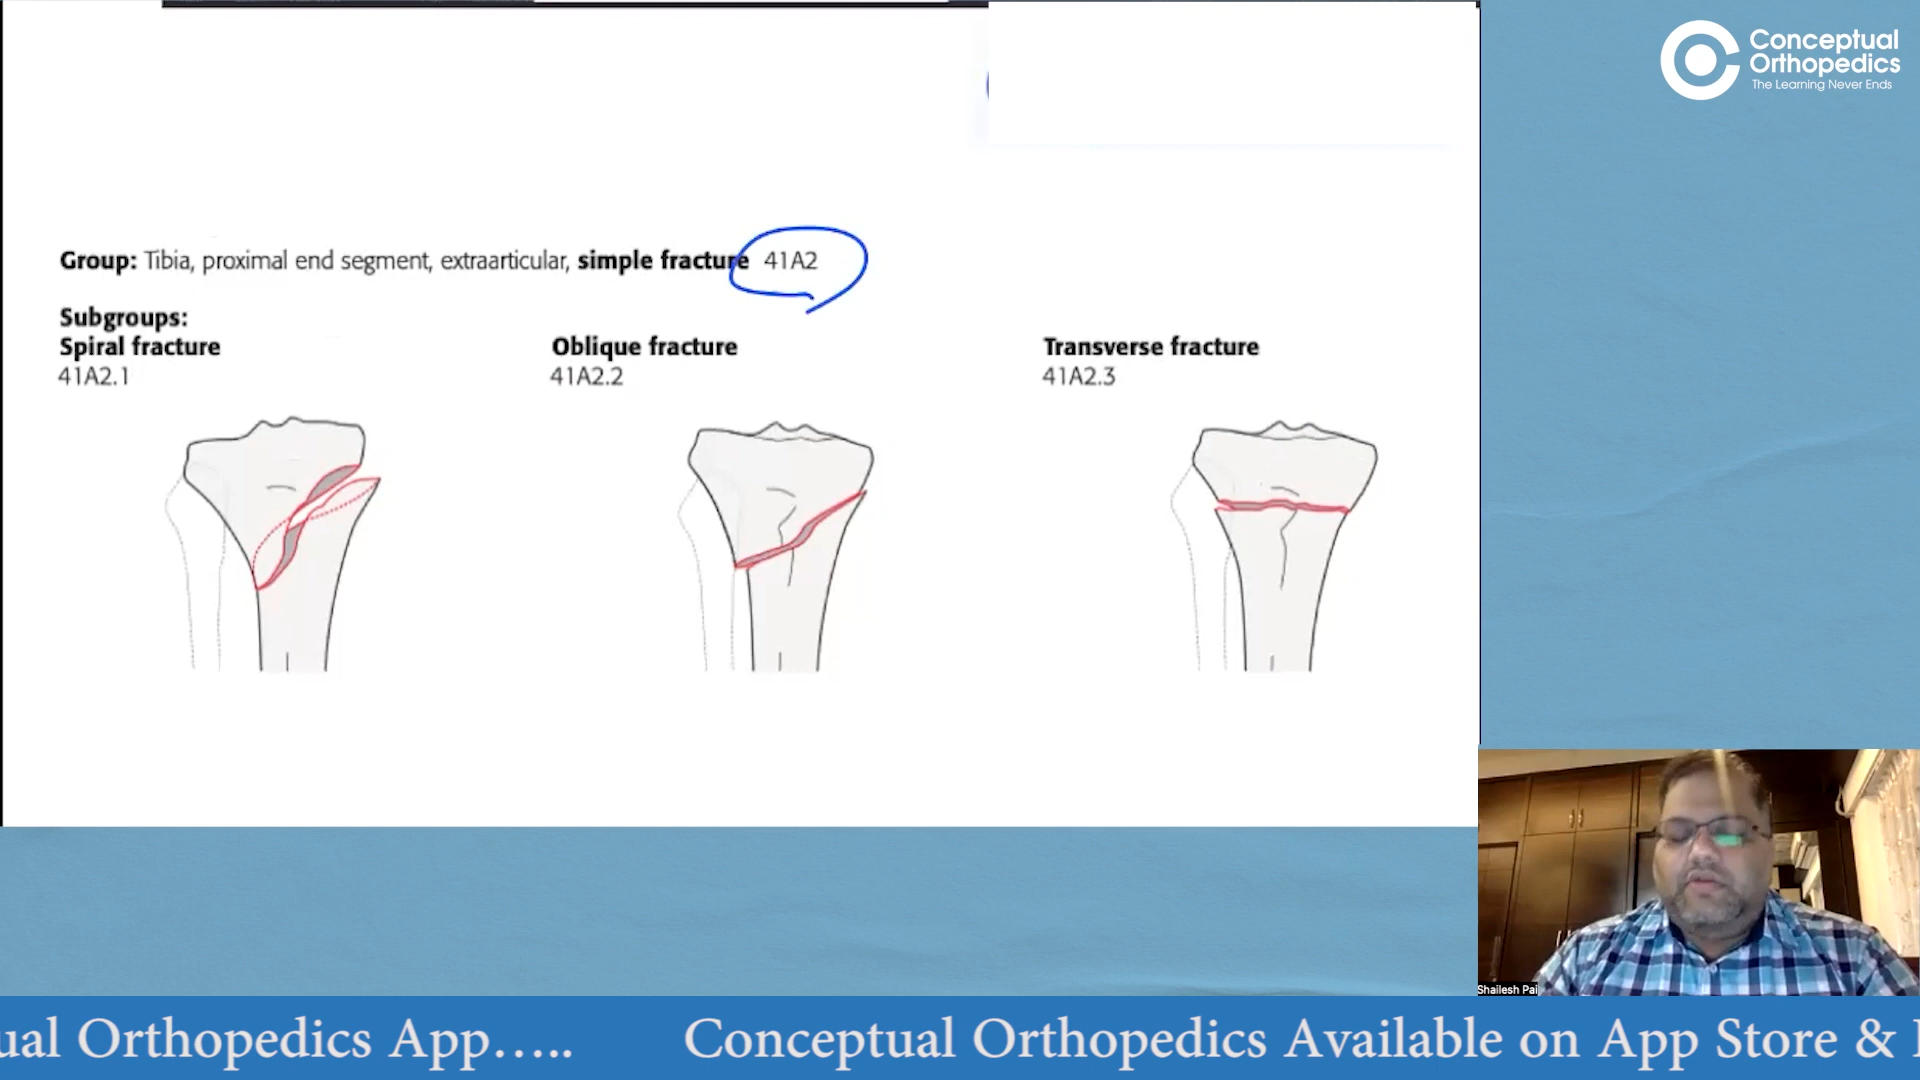 Conceptual
Orthopedics
The Learning Never Ends
Group: Tibia, proximal end segment, extraarticular, simple fracture 41A2
Subgroups:
Spiral fracture
41A2.1
Oblique fracture
41A2.2
Transverse fracture
41A2.3
Shailesh Pai
ual Orthopedics App..... Conceptual Orthopedics Available on App Store &